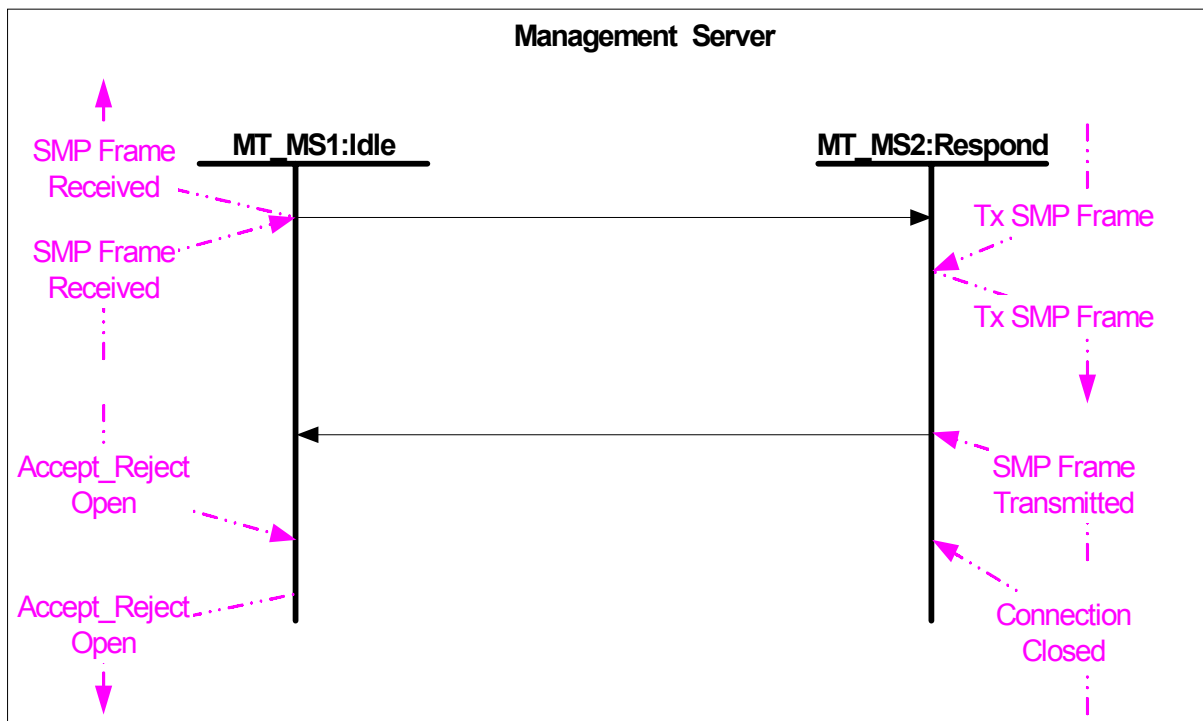 Management Server
MT_MS1:Idle
MT_MS2:Respond
SMP Frame
Received
SMP Frame
Received
Tx SMP Frame
Tx SMP Frame
Accept_Reject
Open
SMP Frame
Transmitted
Accept_Reject
Open
Connection
Closed